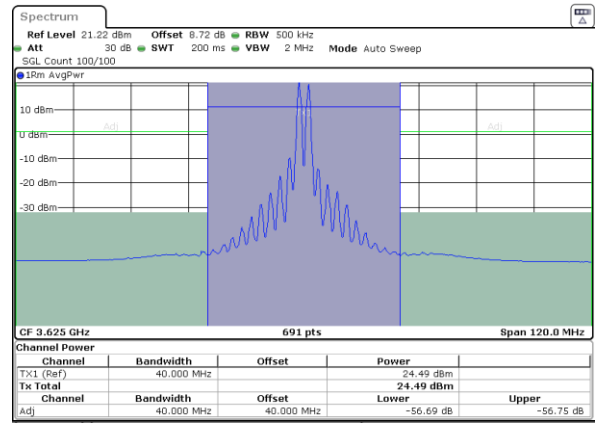 Spectrum
Ref Level 21.22 dBm Offset 8.72 dB RBW 500 kHz
Att 30 dB SWT 200 ms VBW 2 MHz Mode Auto Sweep
SGL Count 100/100
1Rm AvgPwr
10 dBm
Adj Adj
0 dBm
-10 dBm
-20 dBm
-30 dBm
CF 3.625 GHz 691 pts Span 120.0 MHz
Channel Power
Channel Bandwidth Offset Power
TX1 (Ref) 40.000 MHz 24.49 dBm
Tx Total 24.49 dBm
Channel Bandwidth Offset Lower Upper
Adj 40.000 MHz 40.000 MHz -56.69 dB -56.75 dB